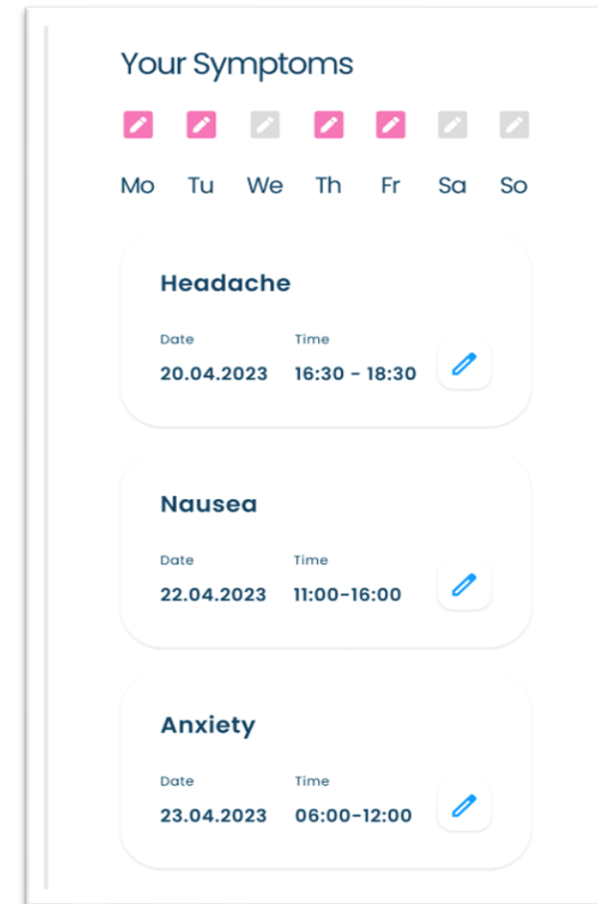 Your Symptoms
Mo Tu We Th Fr Sa So
Headache
Date Time
20.04.2023 16:30 - 18:30
Nausea
Date Time
22.04.2023 11:00-16:00
Anxiety
Date Time
23.04.2023 06:00-12:00